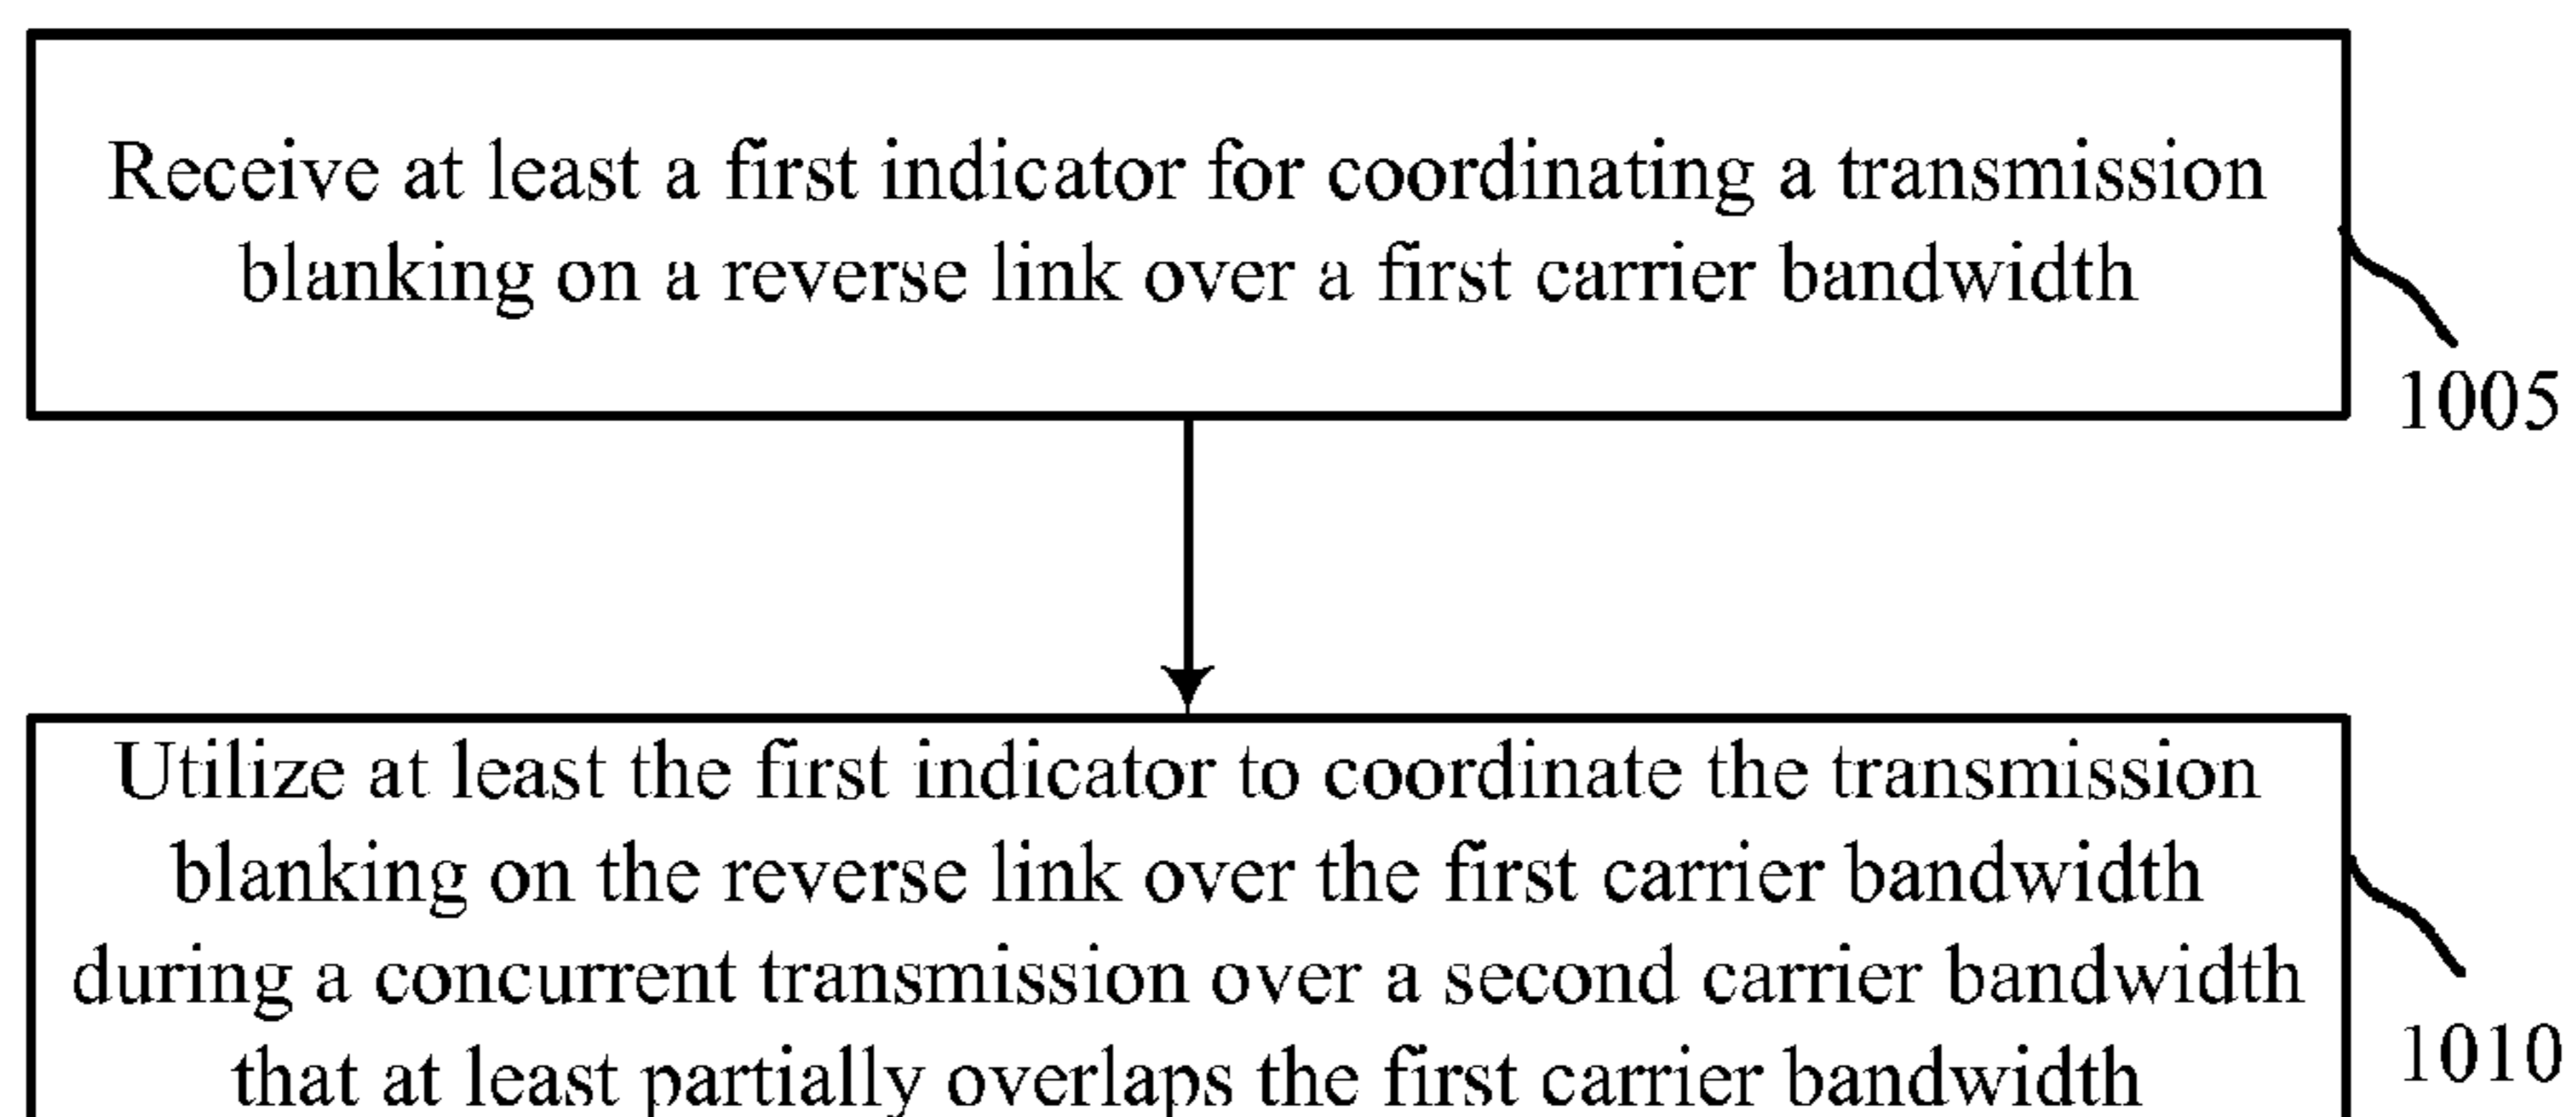 Receive at least a first indicator for coordinating a transmission
blanking on a reverse link over a first carrier bandwidth
1005
Utilize at least the first indicator to coordinate the transmission
blanking on the reverse link over the first carrier bandwidth
during a concurrent transmission over a second carrier bandwidth
that at least partially overlaps the first carrier bandwidth
1010